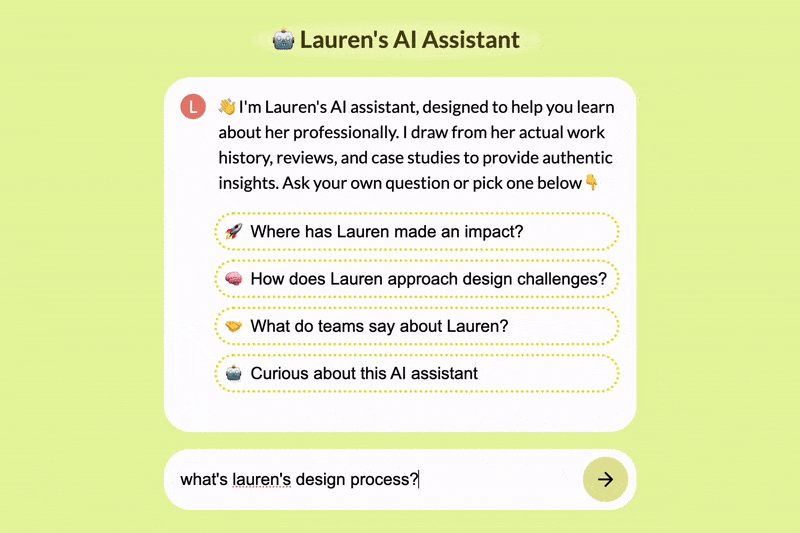 🤖 Lauren's AI Assistant
L
👋 I'm Lauren's AI assistant, designed to help you learn
about her professionally. I draw from her actual work
history, reviews, and case studies to provide authentic
insights. Ask your own question or pick one below👇
🚀 Where has Lauren made an impact?
🧠 How does Lauren approach design challenges?
🤝 What do teams say about Lauren?
🤖 Curious about this AI assistant
what's lauren's design process?